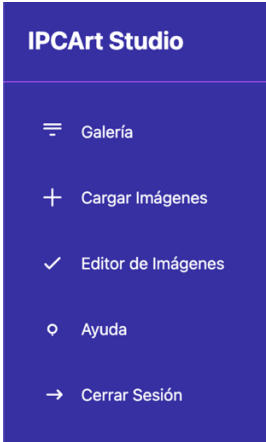 IPCArt Studio
Galería
Cargar Imágenes
Editor de Imágenes
Ayuda
Cerrar Sesión